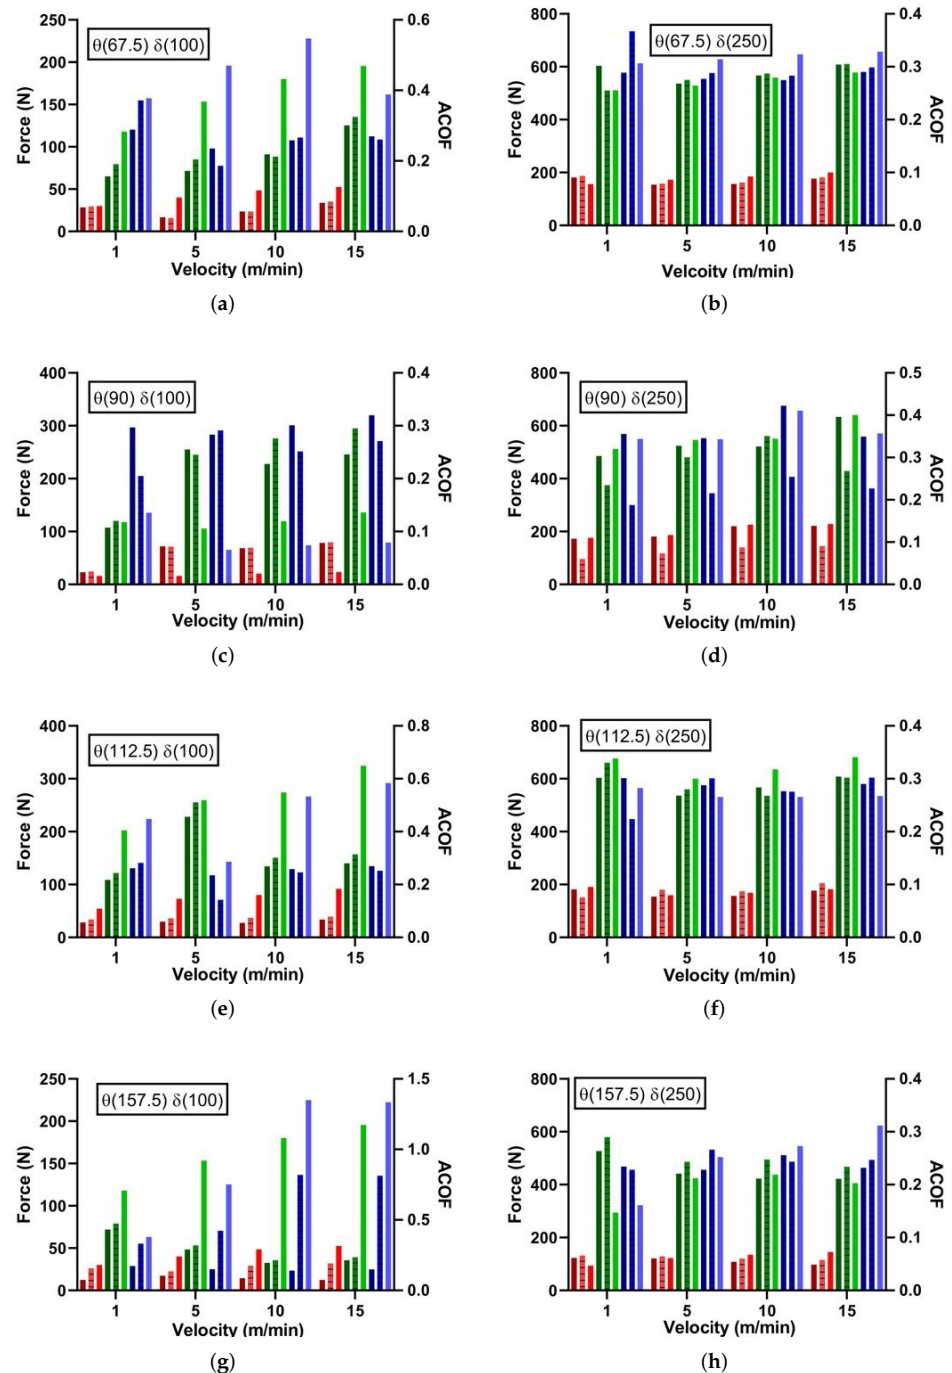 θ(67.5) δ(100)
Force (N)
250
200
150
100
50
0
0.6
0.4
0.2
0.0
ACOF
1 5 10 15
Velocity (m/min)
(a)
θ(67.5) δ(250)
Force (N)
800
600
400
200
0
0.4
0.3
0.2
0.1
0.0
ACOF
1 5 10 15
Velcoity (m/min)
(b)
θ(90) δ(100)
Force (N)
400
300
200
100
0
0.4
0.3
0.2
0.1
0.0
ACOF
1 5 10 15
Velocity (m/min)
(c)
θ(90) δ(250)
Force (N)
800
600
400
200
0
0.5
0.4
0.3
0.2
0.1
0.0
ACOF
1 5 10 15
Velocity (m/min)
(d)
θ(112.5) δ(100)
Force (N)
400
300
200
100
0
0.8
0.6
0.4
0.2
0.0
ACOF
1 5 10 15
Velocity (m/min)
(e)
θ(112.5) δ(250)
Force (N)
800
600
400
200
0
0.4
0.3
0.2
0.1
0.0
ACOF
1 5 10 15
Velocity (m/min)
(f)
θ(157.5) δ(100)
Force (N)
250
200
150
100
50
0
1.5
1.0
0.5
0.0
ACOF
1 5 10 15
Velocity (m/min)
(g)
θ(157.5) δ(250)
Force (N)
800
600
400
200
0
0.4
0.3
0.2
0.1
0.0
ACOF
1 5 10 15
Velocity (m/min)
(h)